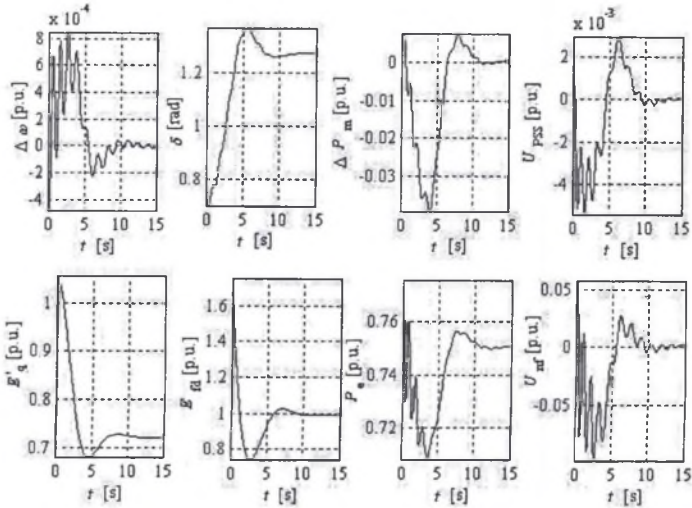 x 10⁻⁴
8
6
4
2
0
-2
-4
Δ ω [p.u.]
0 5 10 15
t [s]
1.2
1
0.8
δ [rad]
0 5 10 15
t [s]
0
-0.01
-0.02
-0.03
Δ P_m [p.u.]
0 5 10 15
t [s]
x 10⁻³
2
0
-2
-4
U_PSS [p.u.]
0 5 10 15
t [s]
1
0.9
0.8
0.7
E'_q [p.u.]
0 5 10 15
t [s]
1.6
1.4
1.2
1
0.8
E_fd [p.u.]
0 5 10 15
t [s]
0.76
0.74
0.72
P_e [p.u.]
0 5 10 15
t [s]
0.05
0
-0.05
U_nf [p.u.]
0 5 10 15
t [s]